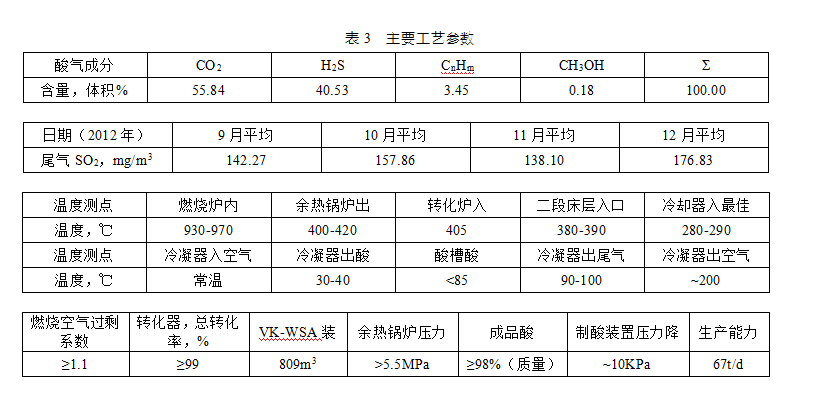 表 3 主要工艺参数
酸气成分 CO2 H2S CnHm CH3OH Σ
含量，体积% 55.84 40.53 3.45 0.18 100.00
日期（2012 年） 9 月平均 10 月平均 11 月平均 12 月平均
尾气 SO2，mg/m3 142.27 157.86 138.10 176.83
温度测点 燃烧炉内 余热锅炉出 转化炉入 二段床层入口 冷却器入最佳
温度，℃ 930-970 400-420 405 380-390 280-290
温度测点 冷凝器入空气 冷凝器出酸 酸槽酸 冷凝器出尾气 冷凝器出空气
温度，℃ 常温 30-40 <85 90-100 ~200
燃烧空气过剩系数 转化器，总转化率，% VK-WSA 装 余热锅炉压力 成品酸 制酸装置压力降 生产能力
≥1.1 ≥99 809m3 >5.5MPa ≥98%（质量） ~10KPa 67t/d